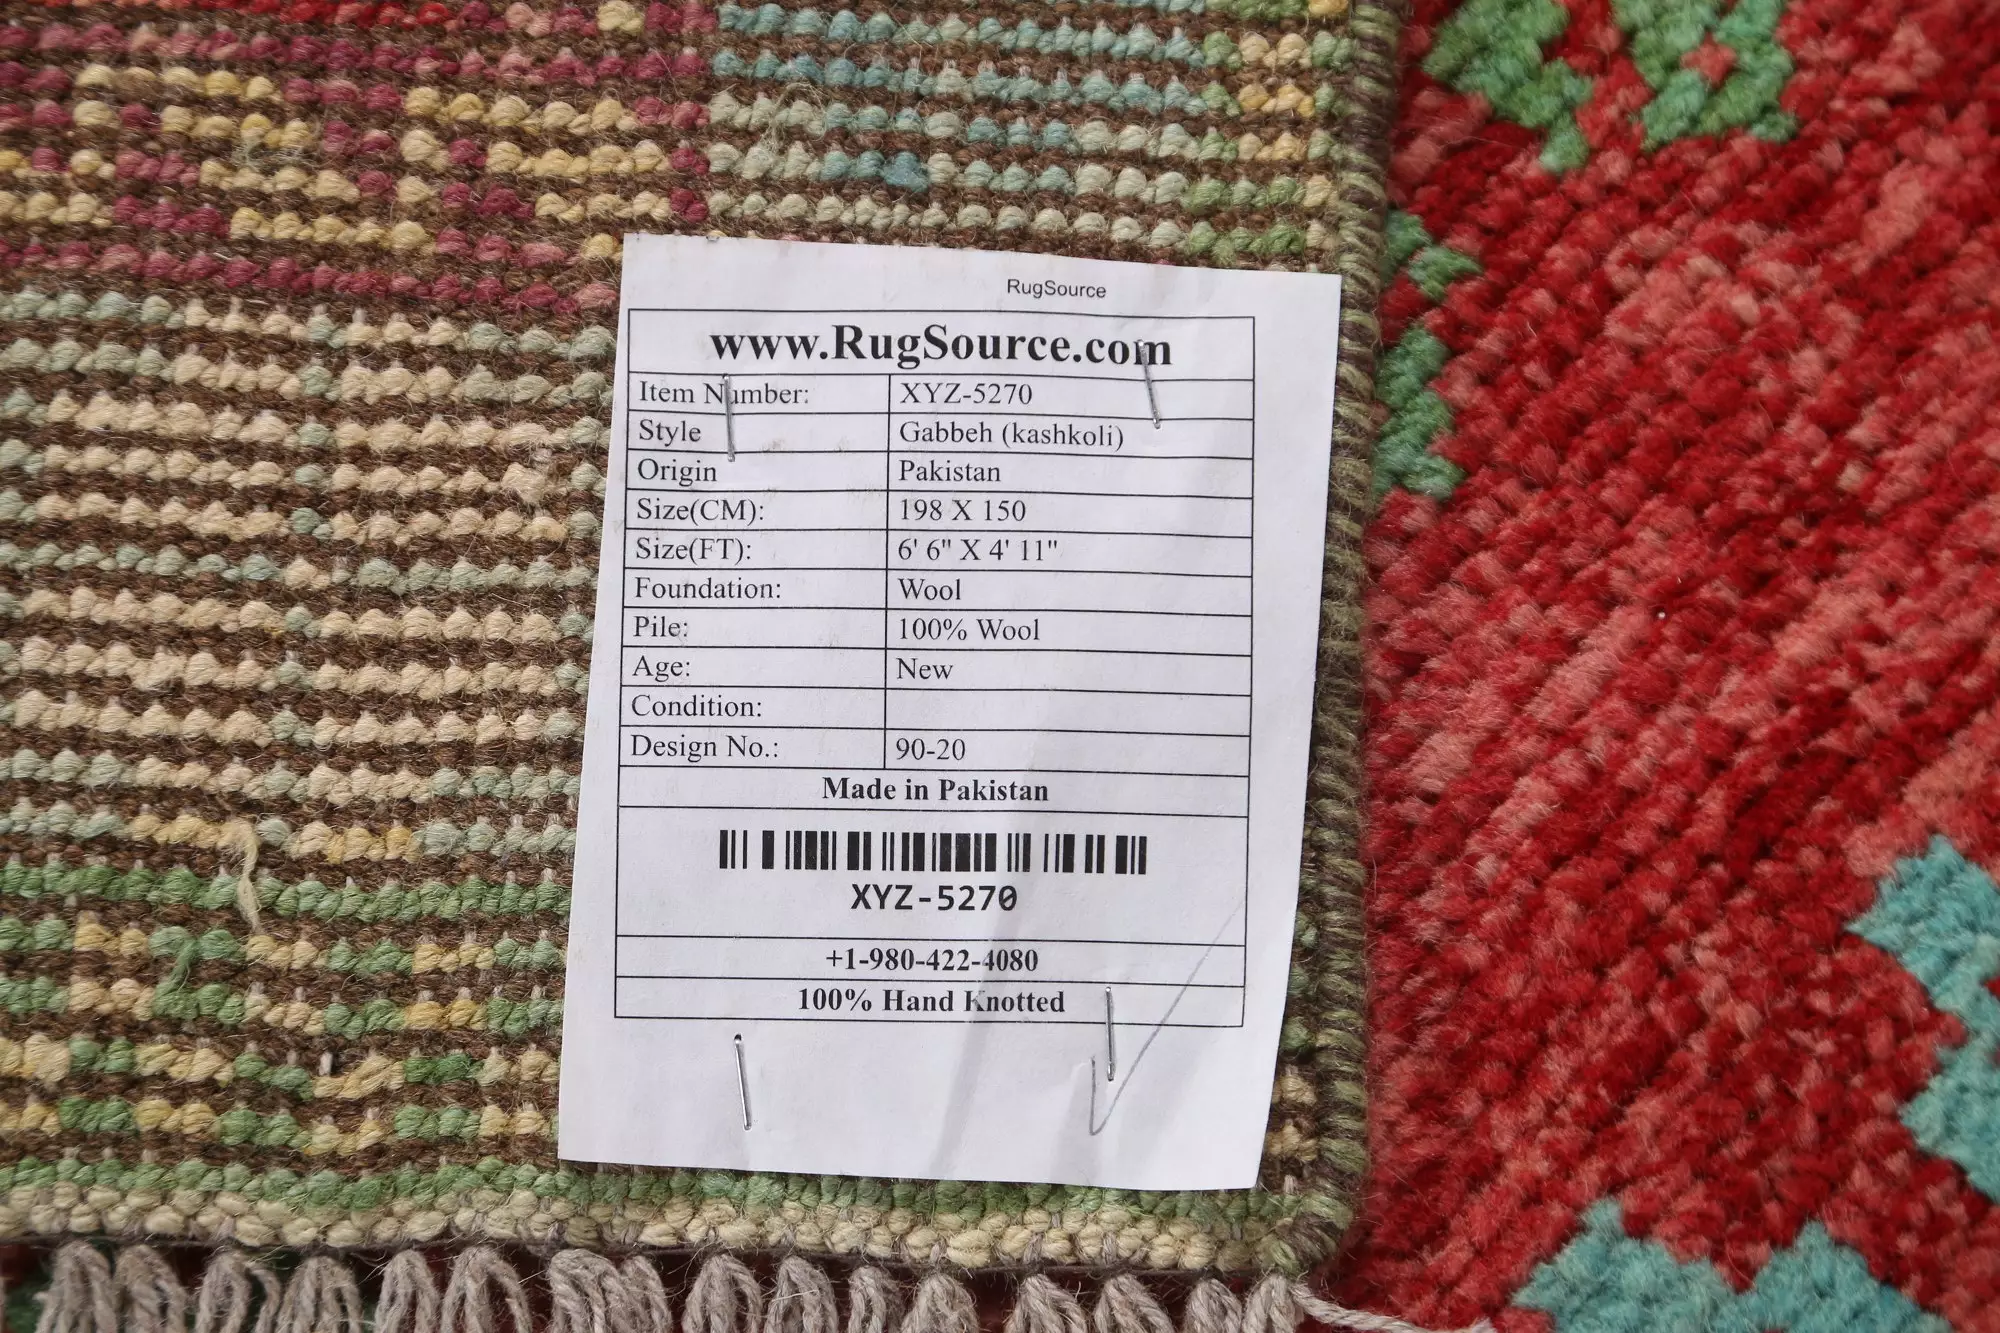 RugSource
www.RugSource.com
Item Number: XYZ-5270
Style Gabbeh (kashkoli)
Origin Pakistan
Size(CM): 198 X 150
Size(FT): 6' 6" X 4' 11"
Foundation: Wool
Pile: 100% Wool
Age: New
Condition:
Design No.: 90-20
Made in Pakistan
XYZ-5270
+1-980-422-4080
100% Hand Knotted